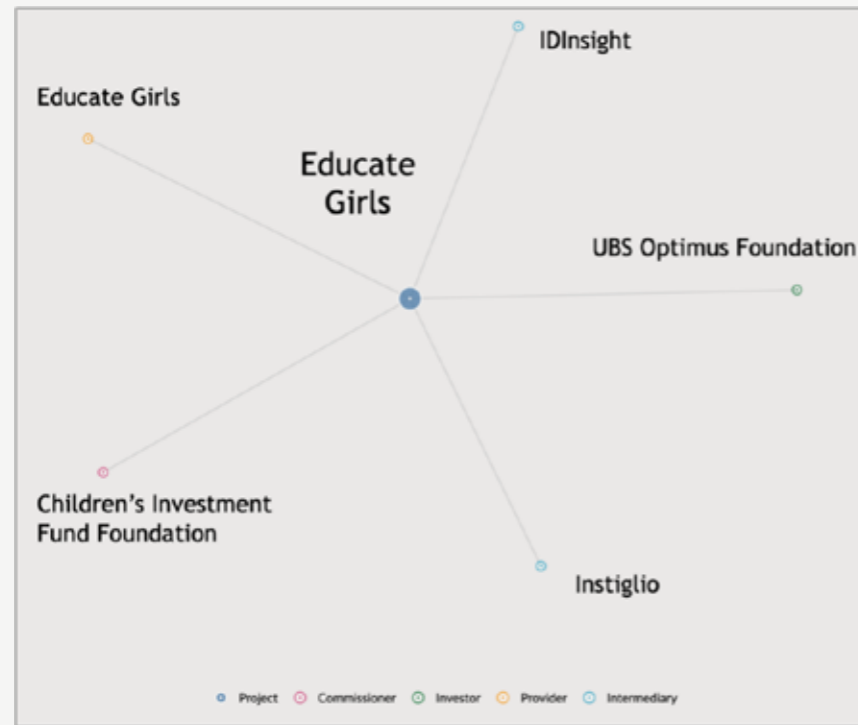 IDInsight
Educate Girls
Educate
Girls
UBS Optimus Foundation
Children's Investment
Fund Foundation
Instiglio
Project Commissioner Investor Provider Intermediary